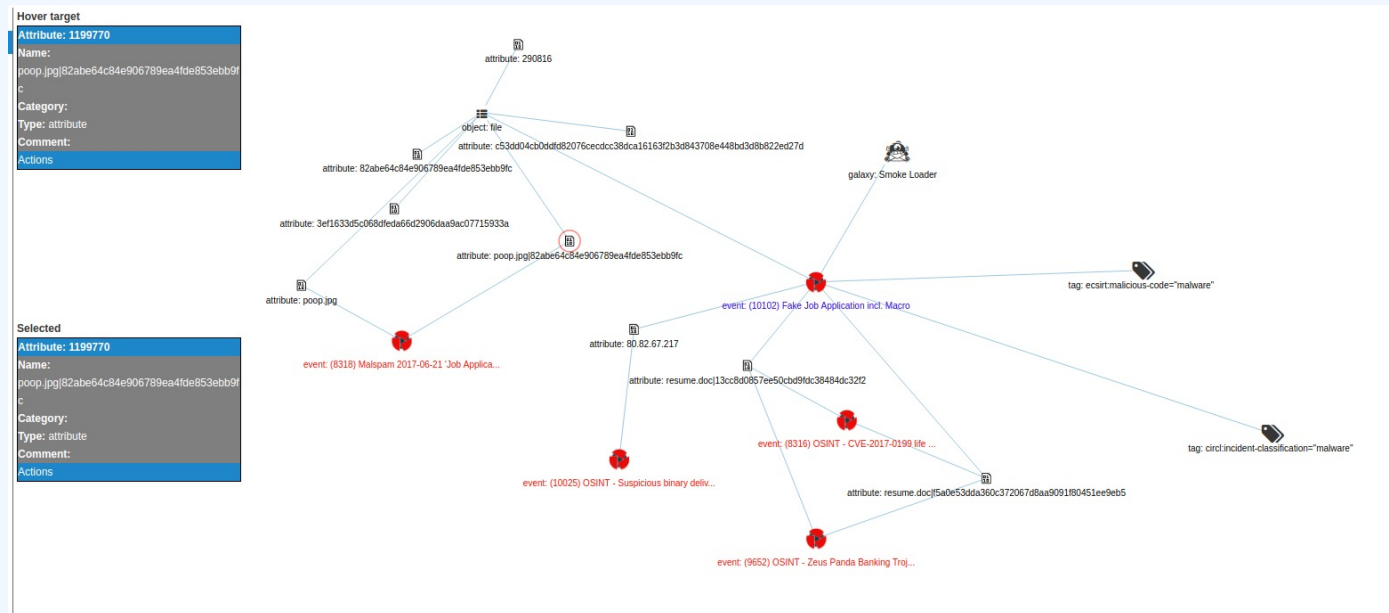 Hover target
Attribute: 1199770
Name:
poop.jpg|82abe64c84e906789ea4fde853ebb9f
c
Category:
Type: attribute
Comment:
Actions
Selected
Attribute: 1199770
Name:
poop.jpg|82abe64c84e906789ea4fde853ebb9f
c
Category:
Type: attribute
Comment:
Actions
attribute: 290816
object: file
attribute: c53dd04cb0ddfd82076cecdcc38dca16163f2b3d843708e448bd3d8b822ed27d
attribute: 82abe64c84e906789ea4fde853ebb9fc
galaxy: Smoke Loader
attribute: 3ef1633d5c068dfeda66d2906daa9ac07715933a
attribute: poop.jpg|82abe64c84e906789ea4fde853ebb9fc
tag: ecsirt:malicious-code="malware"
attribute: poop.jpg
event: (10102) Fake Job Application incl. Macro
attribute: 80.82.67.217
event: (8318) Malspam 2017-06-21 'Job Applica...
attribute: resume.doc|13cc8d0857ee50cbd9fdc38484dc32f2
event: (8316) OSINT - CVE-2017-0199 life ...
tag: circl:incident-classification="malware"
event: (10025) OSINT - Suspicious binary deliv...
attribute: resume.doc|f5a0e53dda360c372067d8aa9091f80451ee9eb5
event: (9652) OSINT - Zeus Panda Banking Troj...